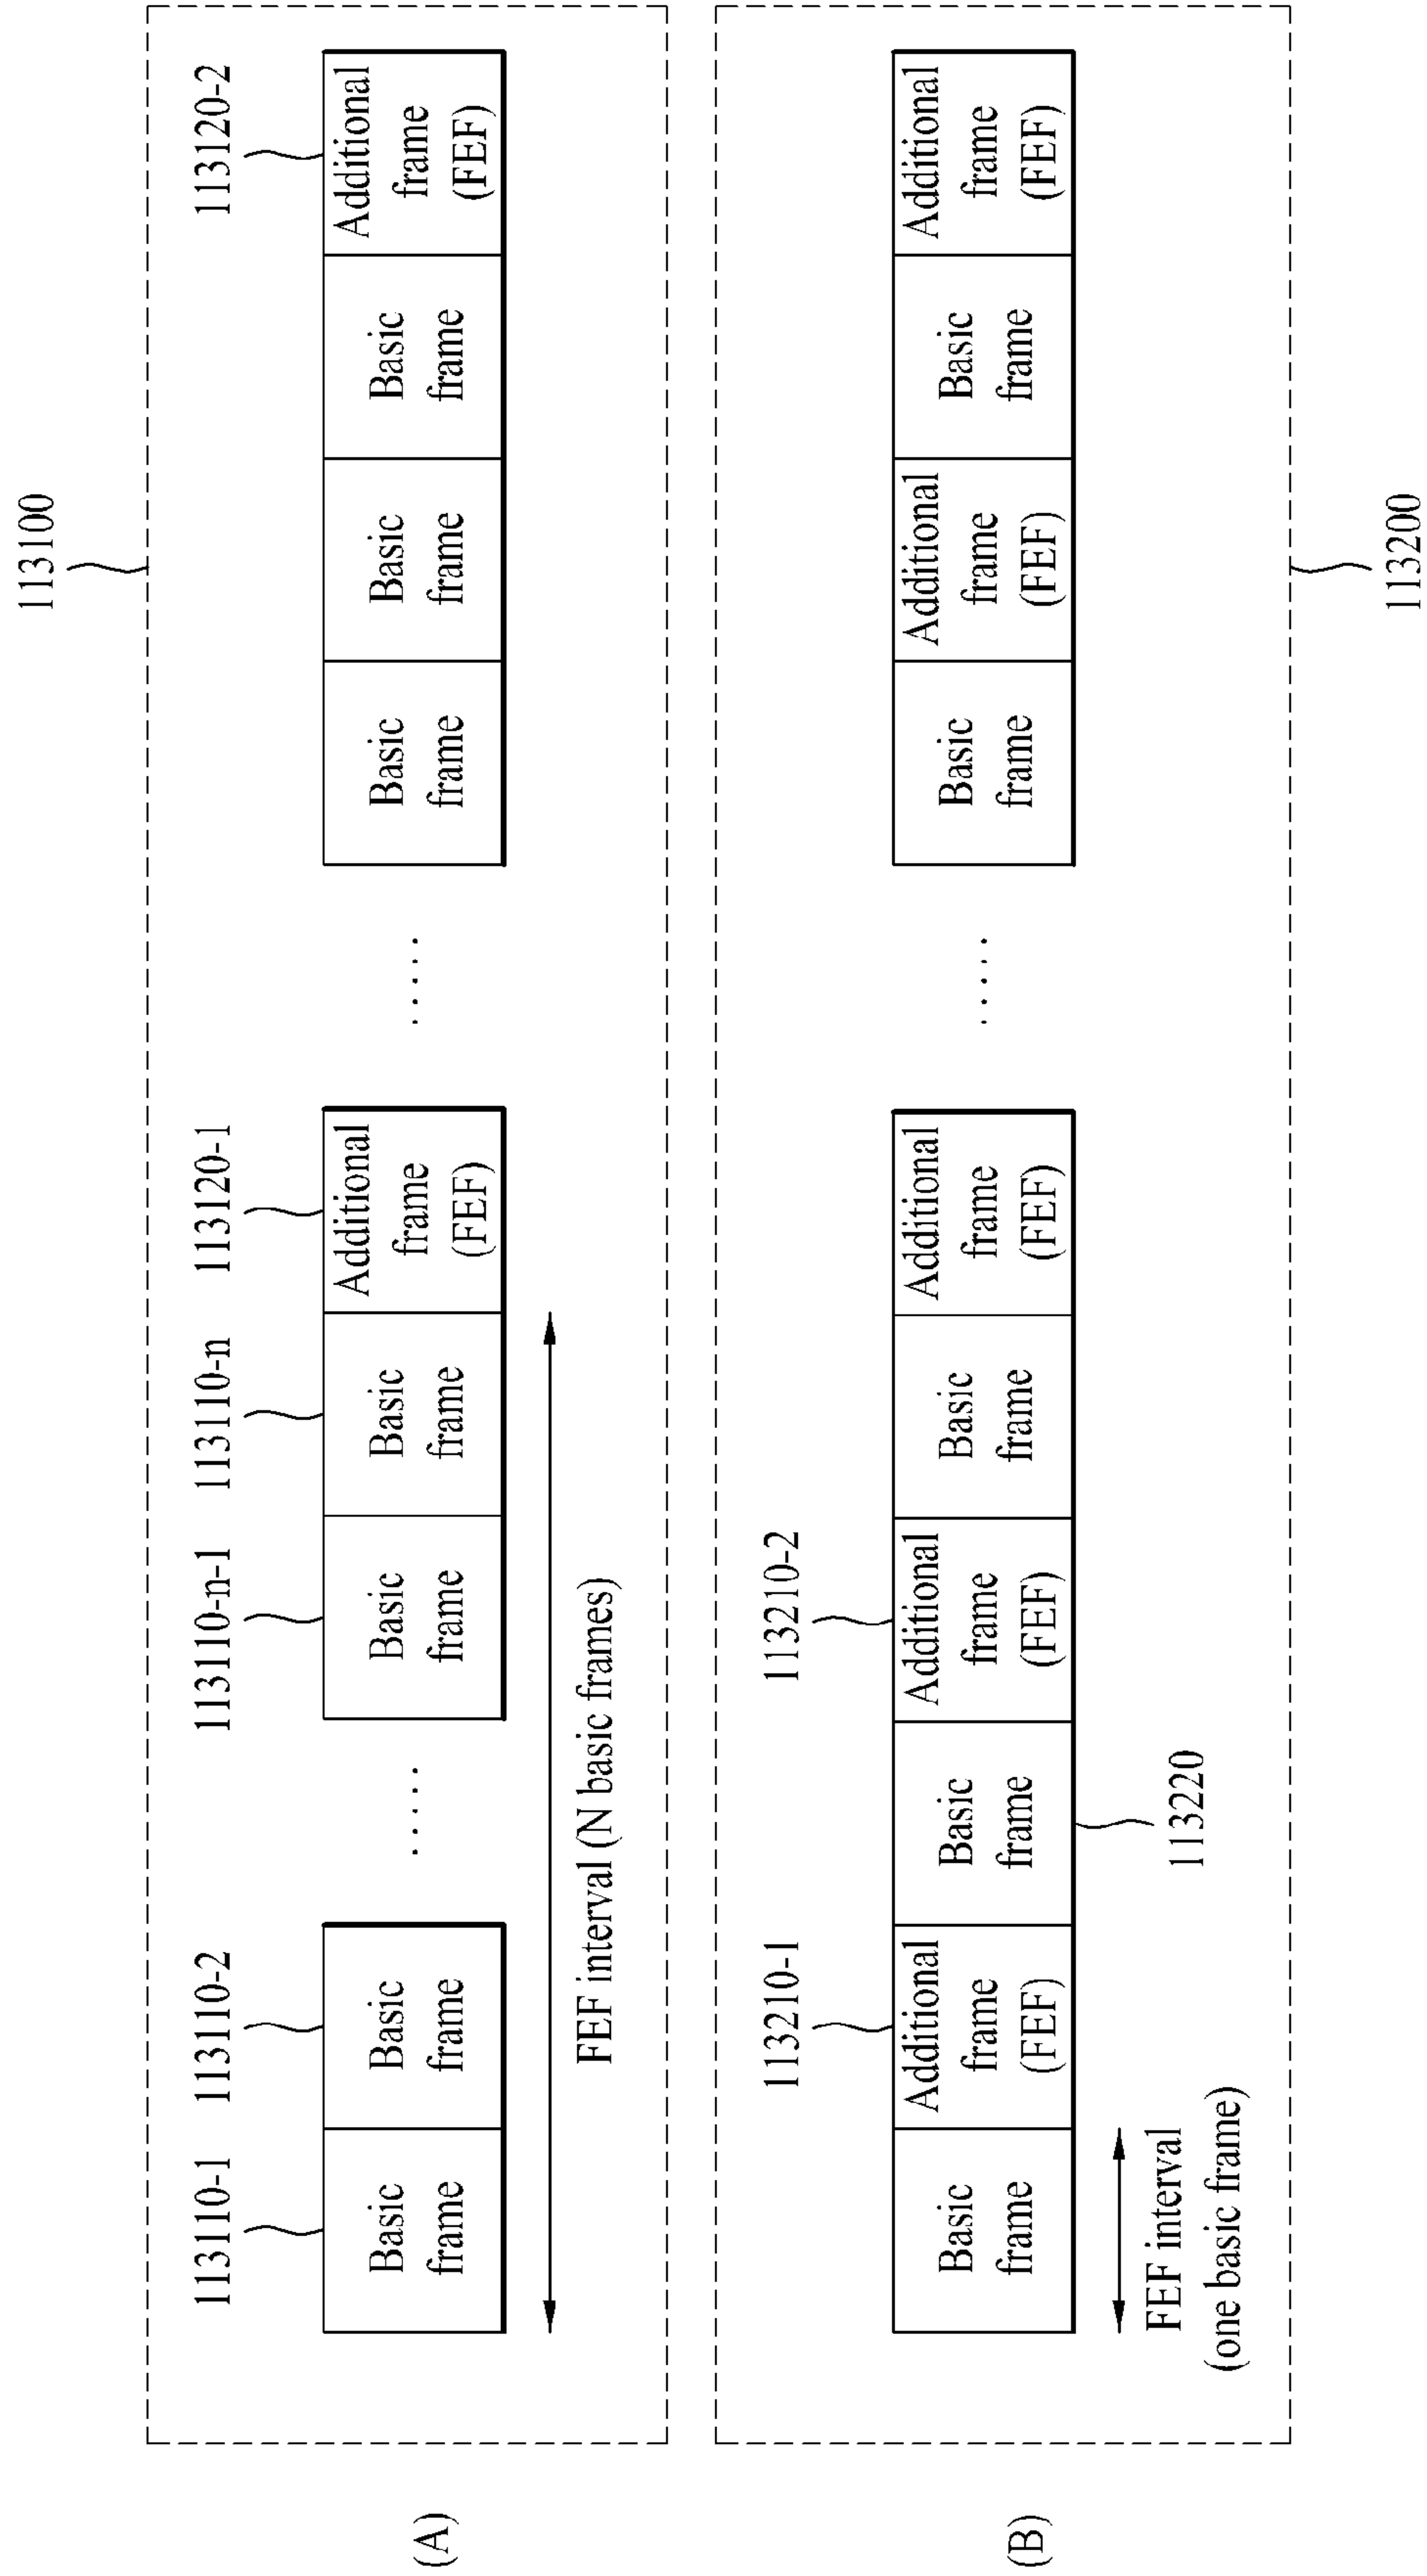 113100
113110-1
113110-2
113110-n-1
113110-n
113120-1
113120-2
Basic
frame
Basic
frame
.....
Basic
frame
Basic
frame
Additional
frame
(FEF)
.....
Basic
frame
Basic
frame
Basic
frame
Additional
frame
(FEF)
FEF interval (N basic frames)
(A)
113210-1
113210-2
Basic
frame
Additional
frame
(FEF)
Basic
frame
Additional
frame
(FEF)
Basic
frame
Additional
frame
(FEF)
.....
Basic
frame
Additional
frame
(FEF)
Basic
frame
Additional
frame
(FEF)
FEF interval
(one basic frame)
113220
(B)
113200